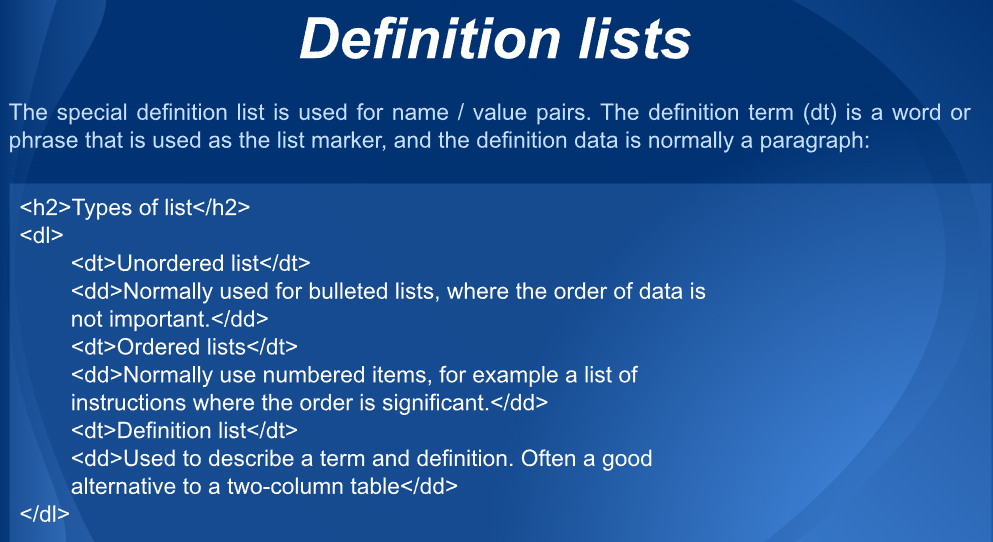 Definition lists
The special definition list is used for name / value pairs. The definition term (dt) is a word or
phrase that is used as the list marker, and the definition data is normally a paragraph:
<h2>Types of list</h2>
<dl>
<dt>Unordered list</dt>
<dd>Normally used for bulleted lists, where the order of data is
not important.</dd>
<dt>Ordered lists</dt>
<dd>Normally use numbered items, for example a list of
instructions where the order is significant.</dd>
<dt>Definition list</dt>
<dd>Used to describe a term and definition. Often a good
alternative to a two-column table</dd>
</dl>